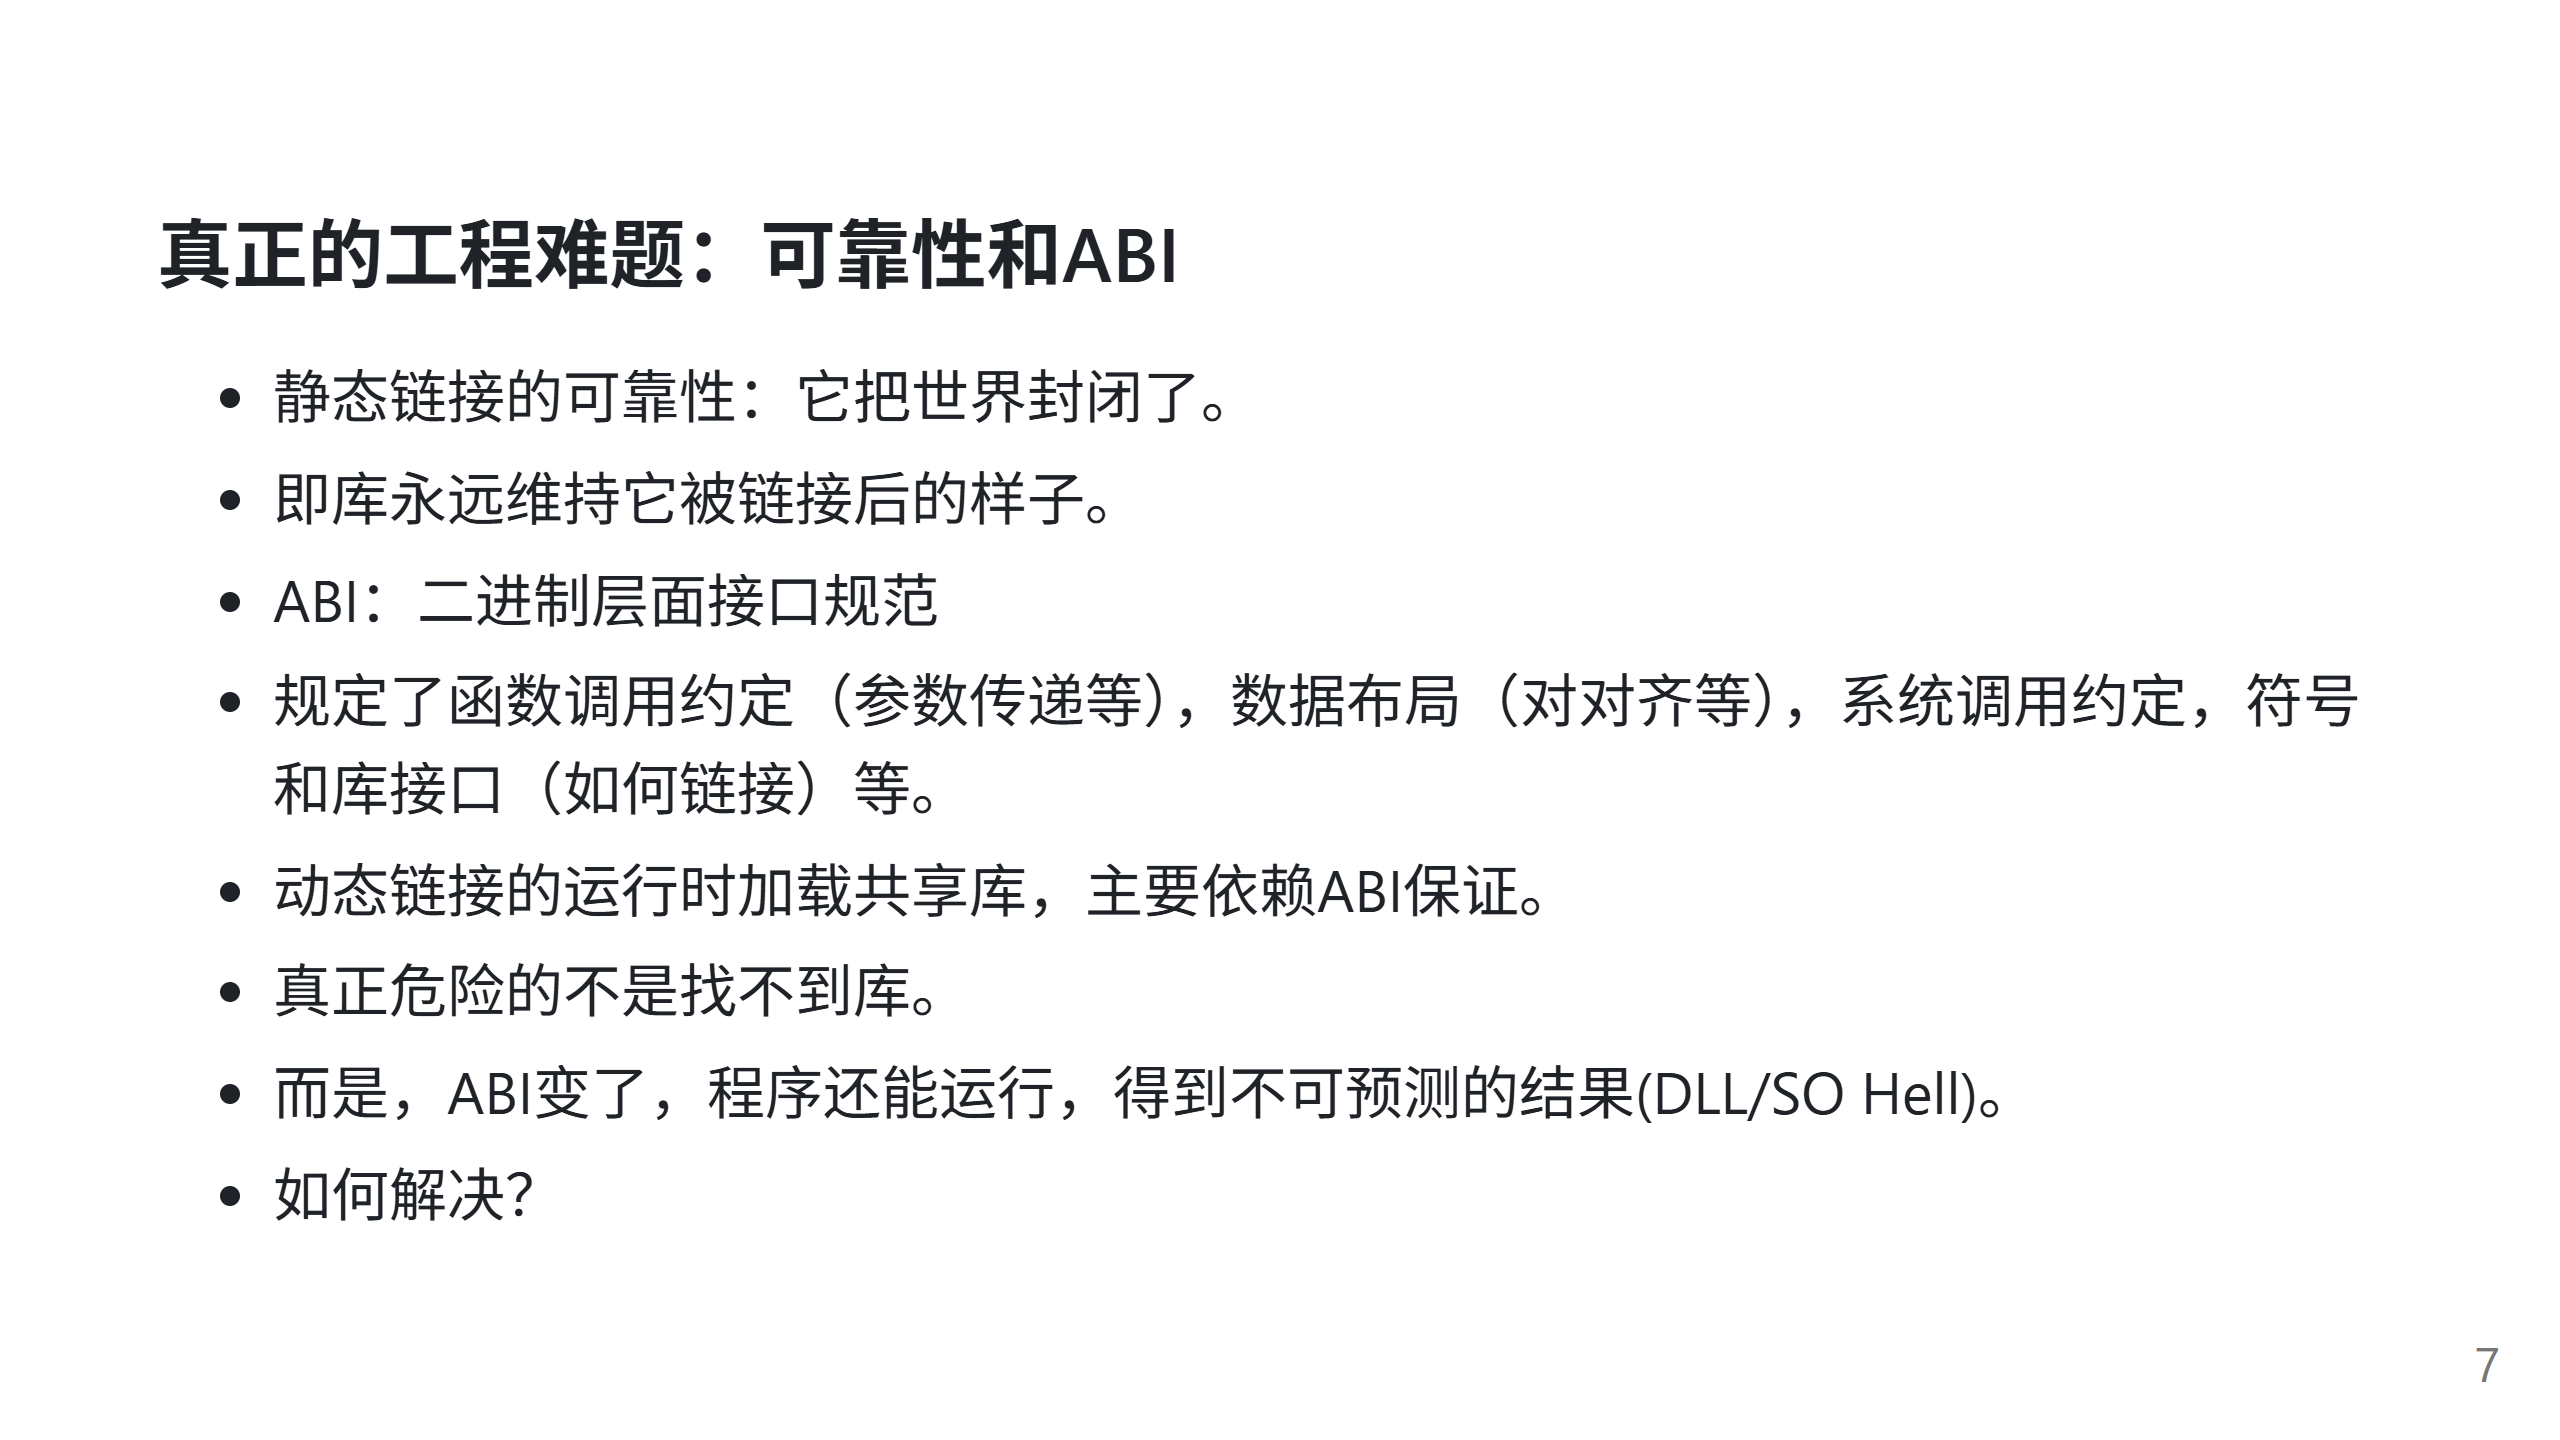 真正的工程难题：可靠性和ABI
• 静态链接的可靠性：它把世界封闭了。
• 即库永远维持它被链接后的样子。
• ABI：二进制层面接口规范
• 规定了函数调用约定（参数传递等），数据布局（对对齐等），系统调用约定，符号
和库接口（如何链接）等。
• 动态链接的运行时加载共享库，主要依赖ABI保证。
• 真正危险的不是找不到库。
• 而是，ABI变了，程序还能运行，得到不可预测的结果(DLL/SO Hell)。
• 如何解决？
7